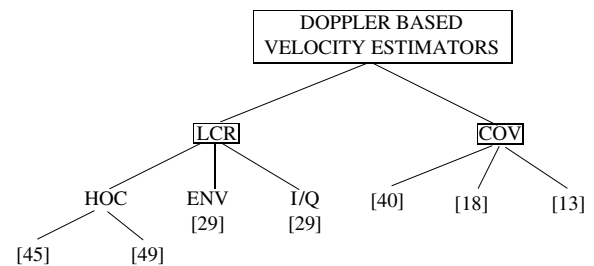 DOPPLER BASED
VELOCITY ESTIMATORS
LCR
COV
HOC
ENV
I/Q
[29]
[29]
[40]
[18]
[13]
[45]
[49]